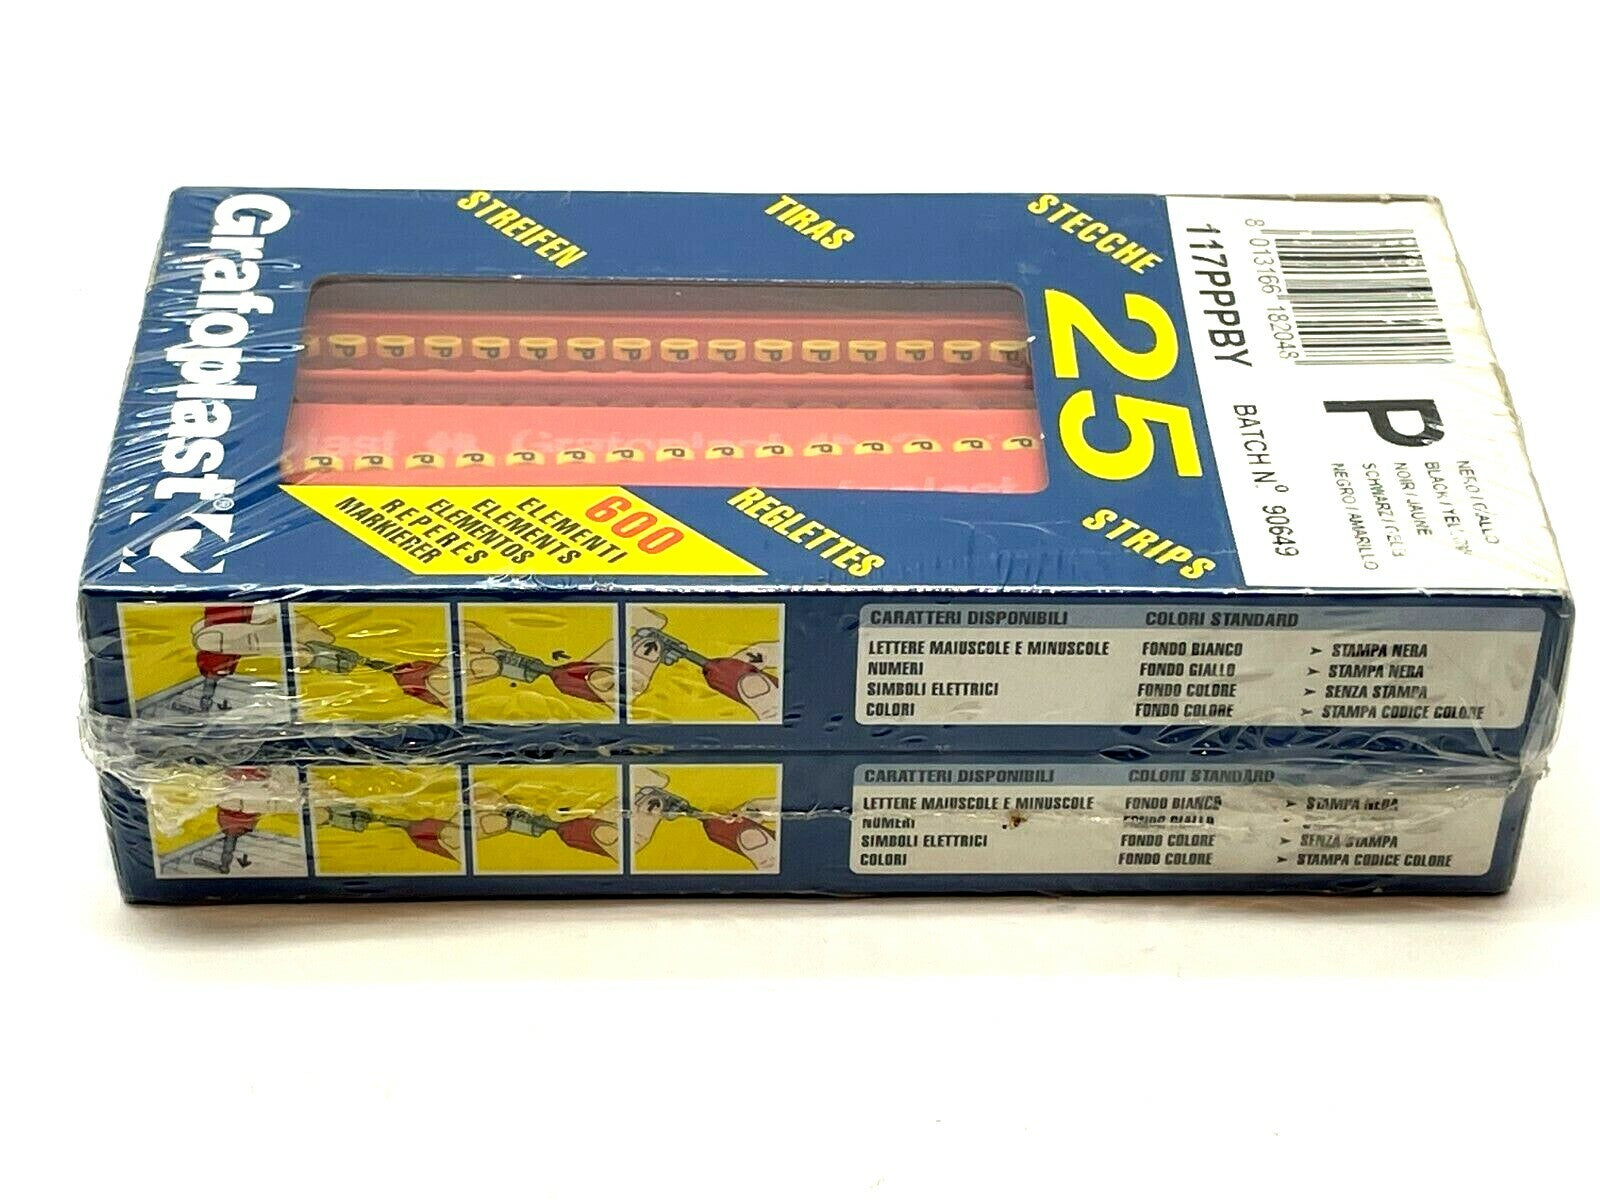 Grafoplast®
STREIFEN
TIRAS
STECCHE
25
STRIPS
REGLETTES
600
ELEMENTI
ELEMENTS
ELEMENTOS
REPERES
MARKIERER
P P P P P P P P P P P P P P P
Grafoplast
P P P P P P P P P P P P P P P
8 013166 182048
117PPPBY
BATCH N.º 90649
P
NERO/GIALLO
BLACK/YELLOW
NOIR/JAUNE
SCHWARZ/GELB
NEGRO/AMARILLO
CARATTERI DISPONIBILI COLORI STANDARD
LETTERE MAIUSCOLE E MINUSCOLE FONDO BIANCO ➤ STAMPA NERA
NUMERI FONDO GIALLO ➤ STAMPA NERA
SIMBOLI ELETTRICI FONDO COLORE ➤ SENZA STAMPA
COLORI FONDO COLORE ➤ STAMPA CODICE COLORE
CARATTERI DISPONIBILI COLORI STANDARD
LETTERE MAIUSCOLE E MINUSCOLE FONDO BIANCO ➤ STAMPA NERA
NUMERI FONDO GIALLO
SIMBOLI ELETTRICI FONDO COLORE ➤ SENZA STAMPA
COLORI FONDO COLORE ➤ STAMPA CODICE COLORE